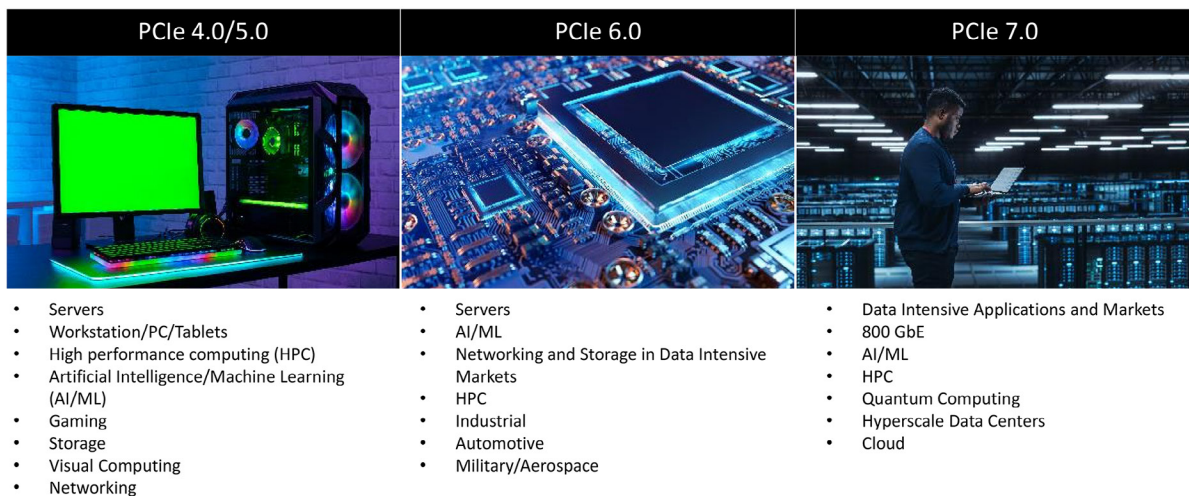 PCIe 4.0/5.0
• Servers
• Workstation/PC/Tablets
• High performance computing (HPC)
• Artificial Intelligence/Machine Learning
(AI/ML)
• Gaming
• Storage
• Visual Computing
• Networking
PCIe 6.0
• Servers
• AI/ML
• Networking and Storage in Data Intensive
Markets
• HPC
• Industrial
• Automotive
• Military/Aerospace
PCIe 7.0
• Data Intensive Applications and Markets
• 800 GbE
• AI/ML
• HPC
• Quantum Computing
• Hyperscale Data Centers
• Cloud